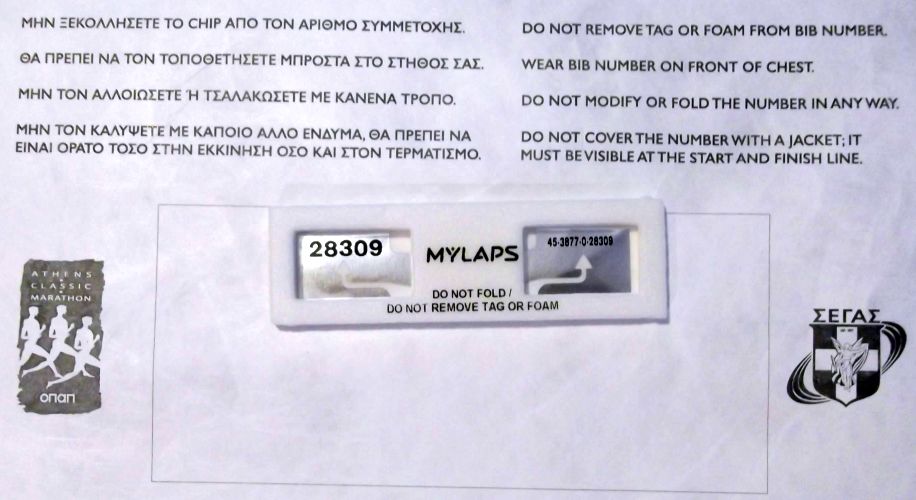 ΜΗΝ ΞΕΚΟΛΛΗΣΕΤΕ ΤΟ CHIP ΑΠΟ ΤΟΝ ΑΡΙΘΜΟ ΣΥΜΜΕΤΟΧΗΣ.
ΘΑ ΠΡΕΠΕΙ ΝΑ ΤΟΝ ΤΟΠΟΘΕΤΗΣΕΤΕ ΜΠΡΟΣΤΑ ΣΤΟ ΣΤΗΘΟΣ ΣΑΣ.
ΜΗΝ ΤΟΝ ΑΛΛΟΙΩΣΕΤΕ Ή ΤΣΑΛΑΚΩΣΕΤΕ ΜΕ ΚΑΝΕΝΑ ΤΡΟΠΟ.
ΜΗΝ ΤΟΝ ΚΑΛΥΨΕΤΕ ΜΕ ΚΑΠΟΙΟ ΑΛΛΟ ΕΝΔΥΜΑ, ΘΑ ΠΡΕΠΕΙ ΝΑ
ΕΙΝΑΙ ΟΡΑΤΟ ΤΟΣΟ ΣΤΗΝ ΕΚΚΙΝΗΣΗ ΟΣΟ ΚΑΙ ΣΤΟΝ ΤΕΡΜΑΤΙΣΜΟ.
DO NOT REMOVE TAG OR FOAM FROM BIB NUMBER.
WEAR BIB NUMBER ON FRONT OF CHEST.
DO NOT MODIFY OR FOLD THE NUMBER IN ANY WAY.
DO NOT COVER THE NUMBER WITH A JACKET; IT
MUST BE VISIBLE AT THE START AND FINISH LINE.
28309
MYLAPS
45-3877-0-28309
DO NOT FOLD /
DO NOT REMOVE TAG OR FOAM
ATHENS
CLASSIC
MARATHON
οπαπ
ΣΕΓΑΣ